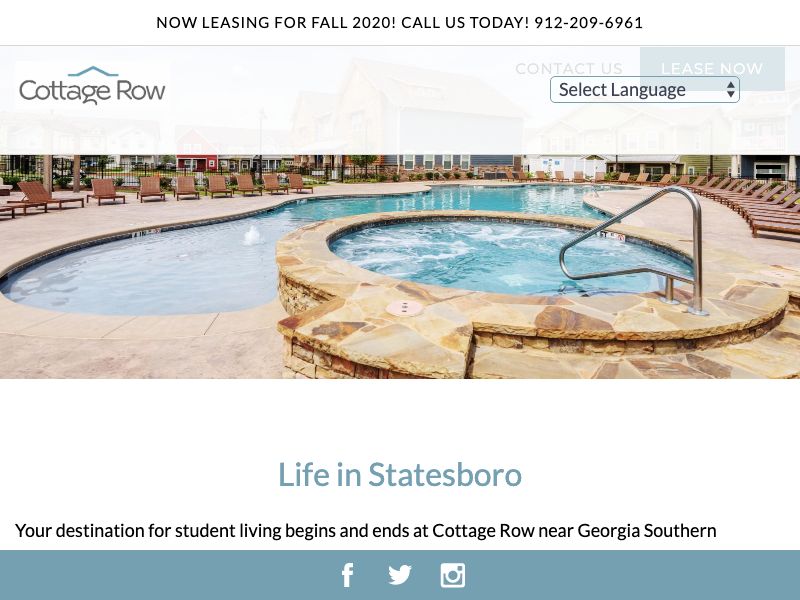 NOW LEASING FOR FALL 2020! CALL US TODAY! 912-209-6961
CONTACT US
LEASE NOW
Cottage Row
Select Language
Life in Statesboro
Your destination for student living begins and ends at Cottage Row near Georgia Southern